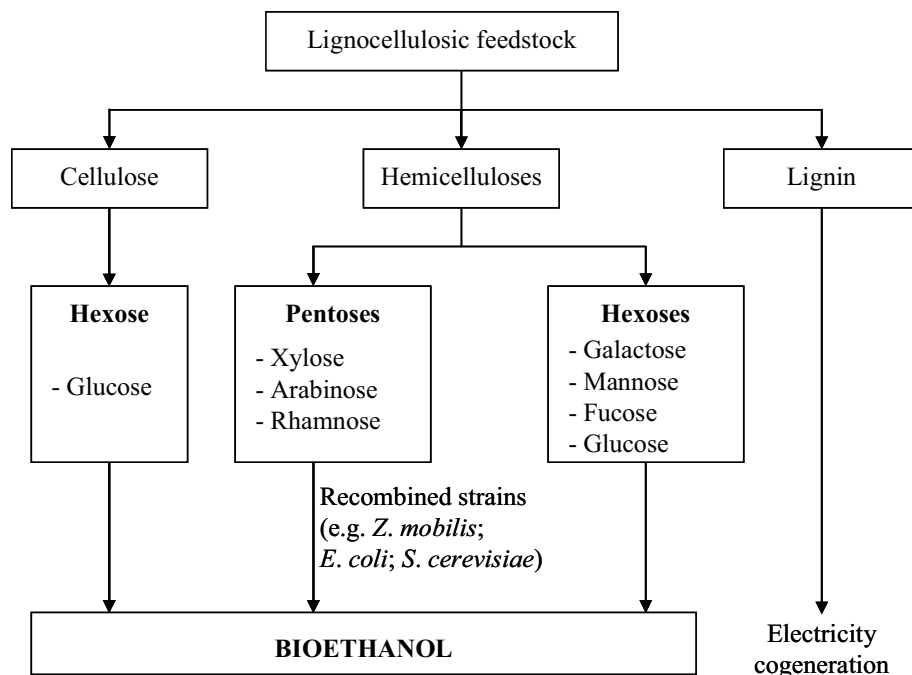 Lignocellulosic feedstock
Cellulose
Hemicelluloses
Lignin
Hexose
- Glucose
Pentoses
- Xylose
- Arabinose
- Rhamnose
Hexoses
- Galactose
- Mannose
- Fucose
- Glucose
Recombined strains
(e.g. Z. mobilis;
E. coli; S. cerevisiae)
BIOETHANOL
Electricity
cogeneration